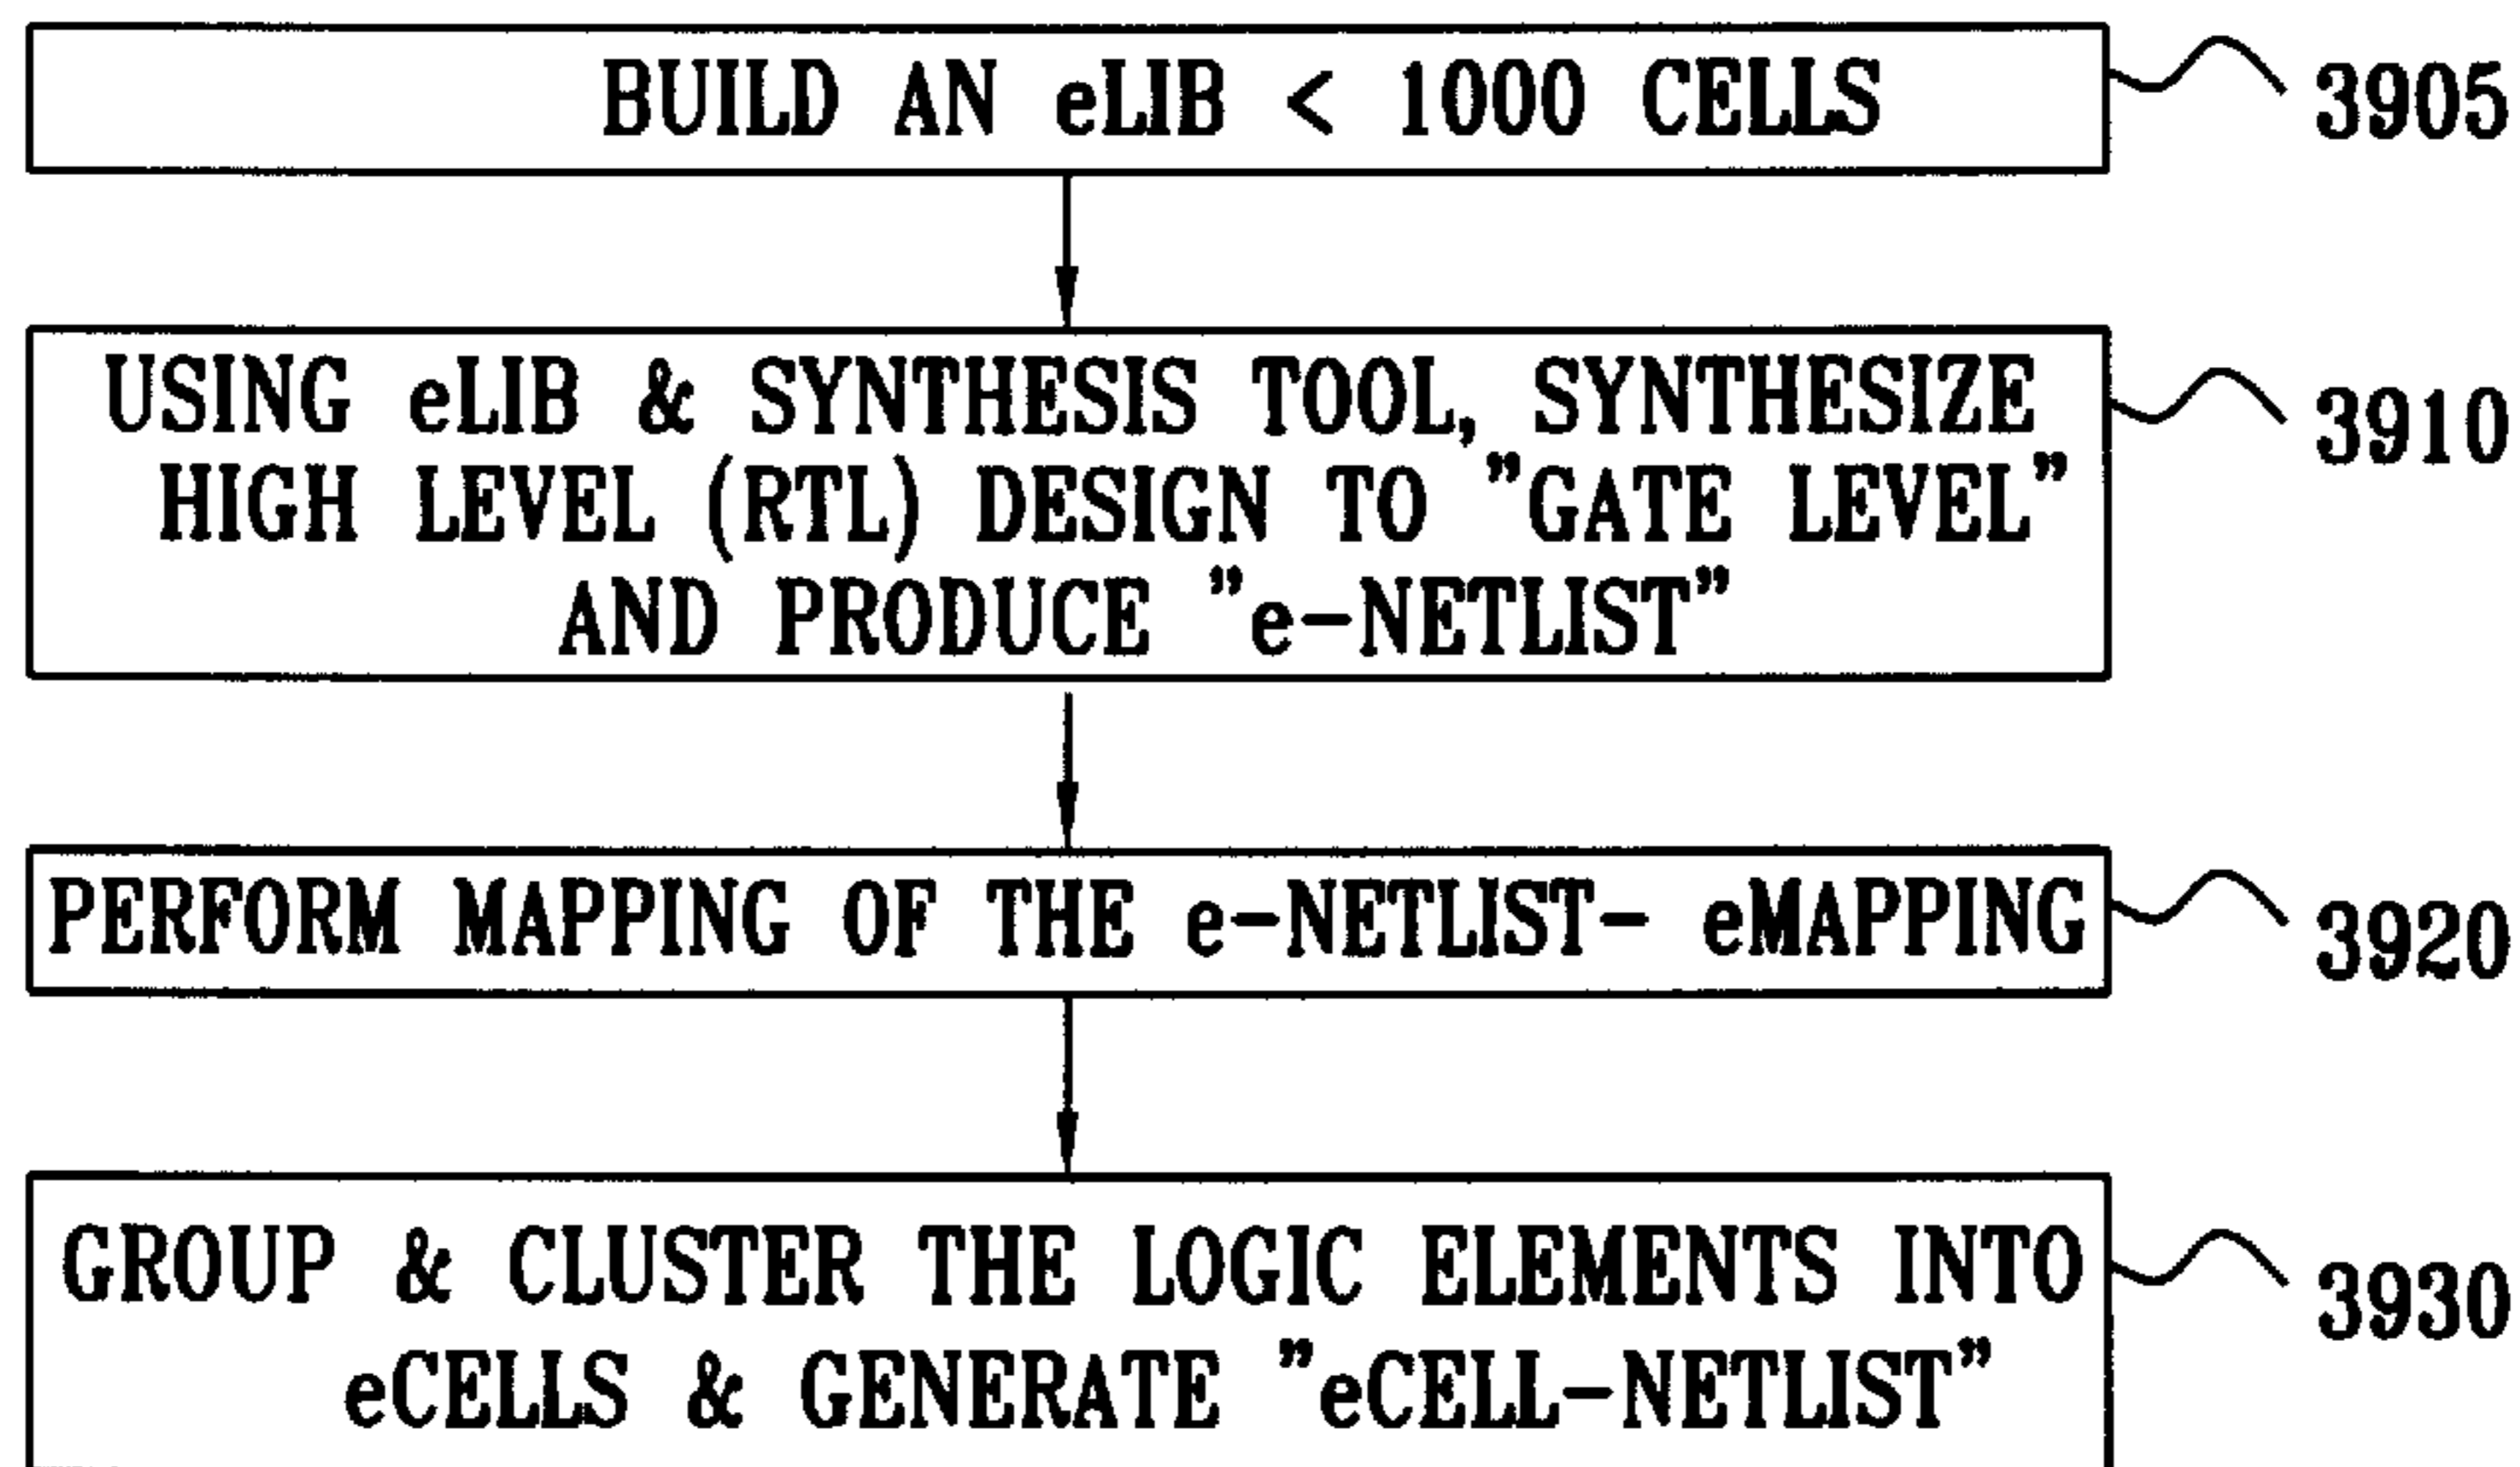 BUILD AN eLIB < 1000 CELLS
3905
USING eLIB & SYNTHESIS TOOL, SYNTHESIZE
HIGH LEVEL (RTL) DESIGN TO "GATE LEVEL"
AND PRODUCE "e-NETLIST"
3910
PERFORM MAPPING OF THE e-NETLIST- eMAPPING
3920
GROUP & CLUSTER THE LOGIC ELEMENTS INTO
eCELLS & GENERATE "eCELL-NETLIST"
3930